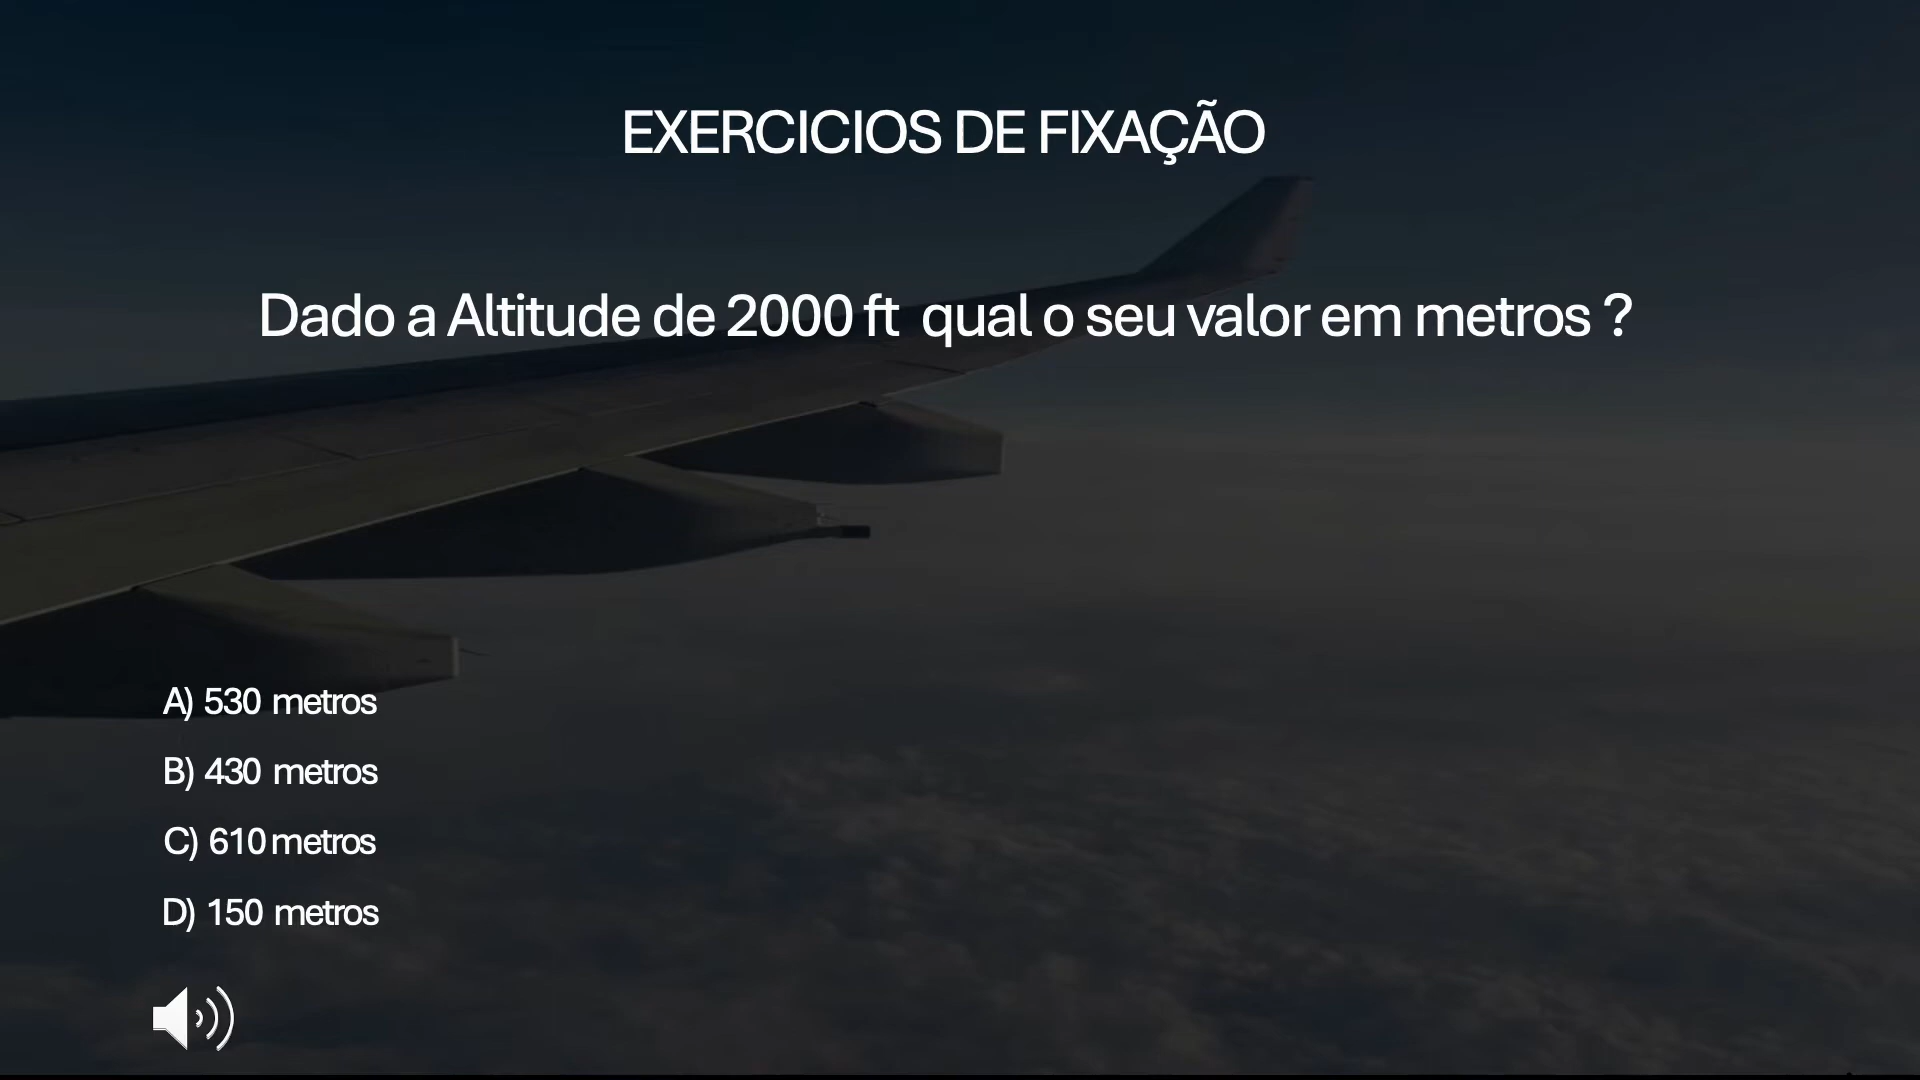 EXERCICIOS DE FIXAÇÃO
Dado a Altitude de 2000 ft qual o seu valor em metros ?
A) 530 metros
B) 430 metros
C) 610 metros
D) 150 metros